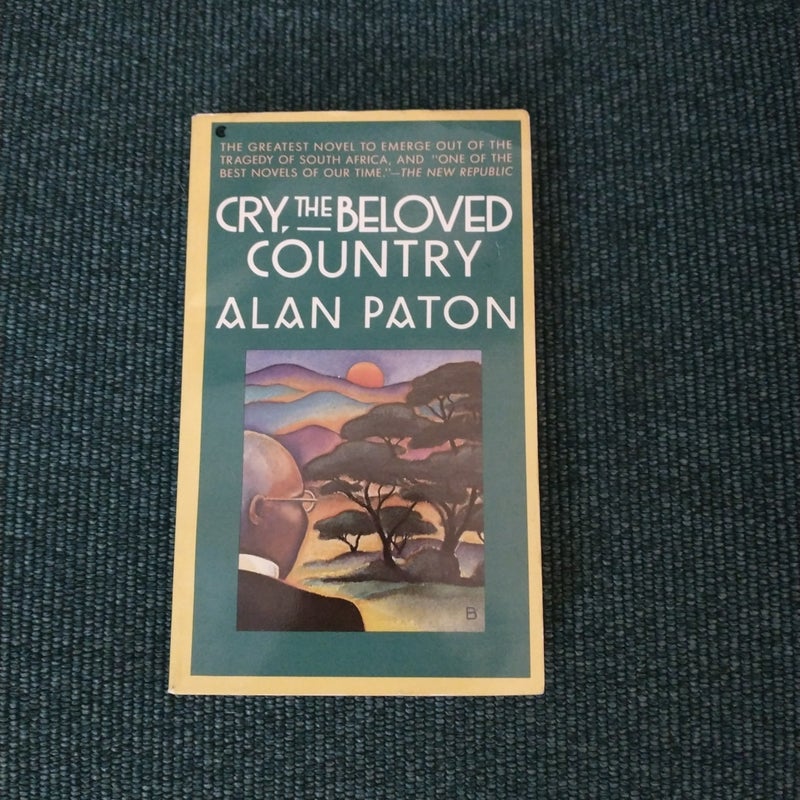 THE GREATEST NOVEL TO EMERGE OUT OF THE
TRAGEDY OF SOUTH AFRICA, AND "ONE OF THE
BEST NOVELS OF OUR TIME."—THE NEW REPUBLIC
CRY, THE BELOVED
COUNTRY
ALAN PATON
B